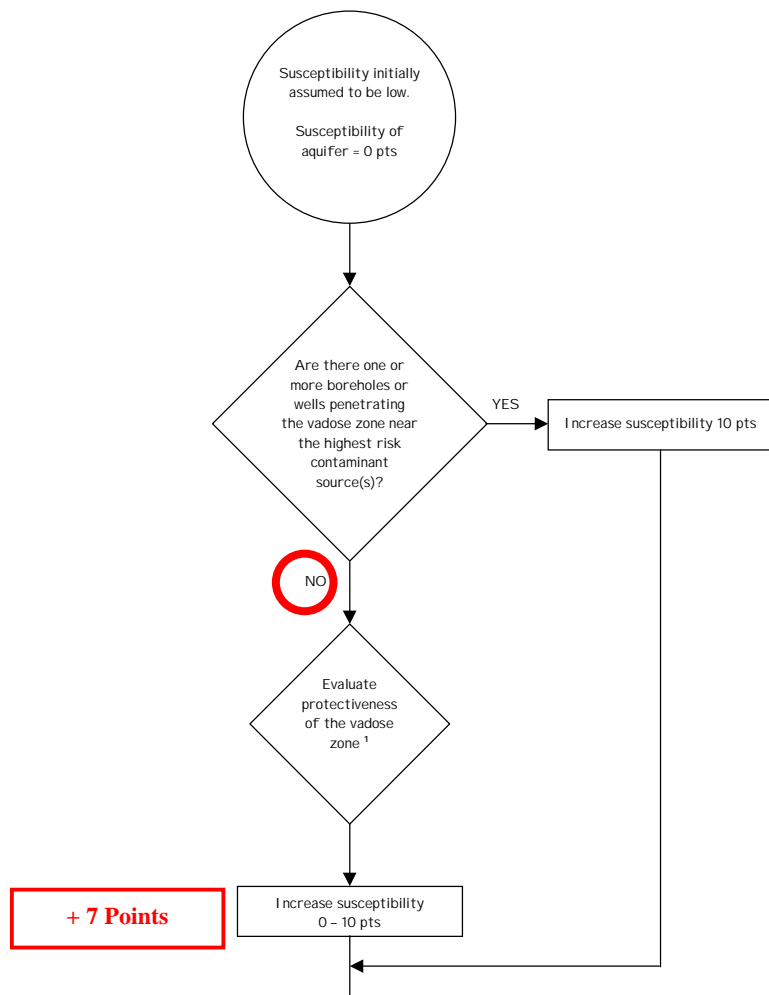 Susceptibility initially
assumed to be low.
Susceptibility of
aquifer = 0 pts
Are there one or
more boreholes or
wells penetrating
the vadose zone near
the highest risk
contaminant
source(s)?
YES
Increase susceptibility 10 pts
NO
Evaluate
protectiveness
of the vadose
zone ¹
+ 7 Points
Increase susceptibility
0 – 10 pts